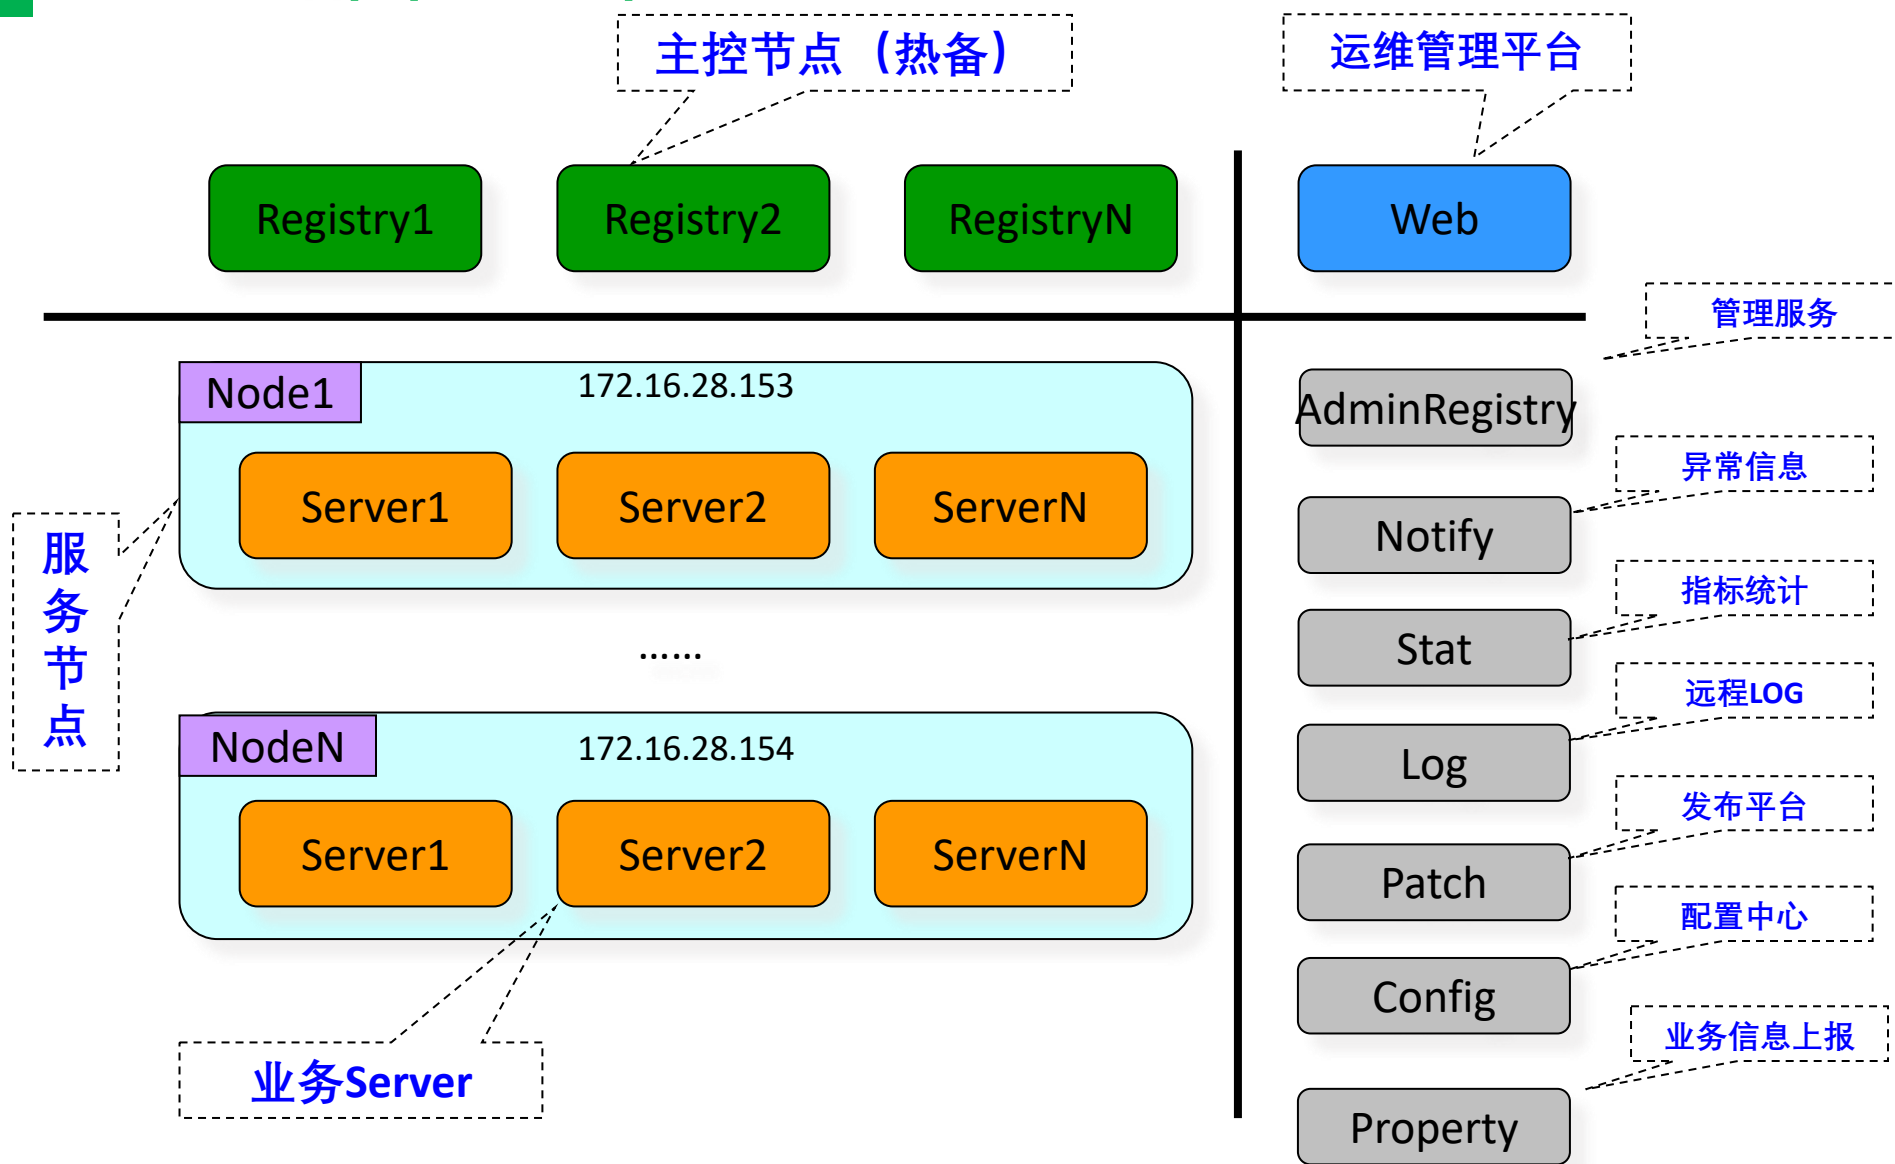 主控节点（热备）
运维管理平台
Registry1
Registry2
RegistryN
Web
管理服务
Node1
172.16.28.153
AdminRegistry
Server1
Server2
ServerN
异常信息
Notify
服务节点
指标统计
Stat
......
远程LOG
Log
NodeN
172.16.28.154
Server1
Server2
ServerN
发布平台
Patch
配置中心
Config
业务Server
业务信息上报
Property